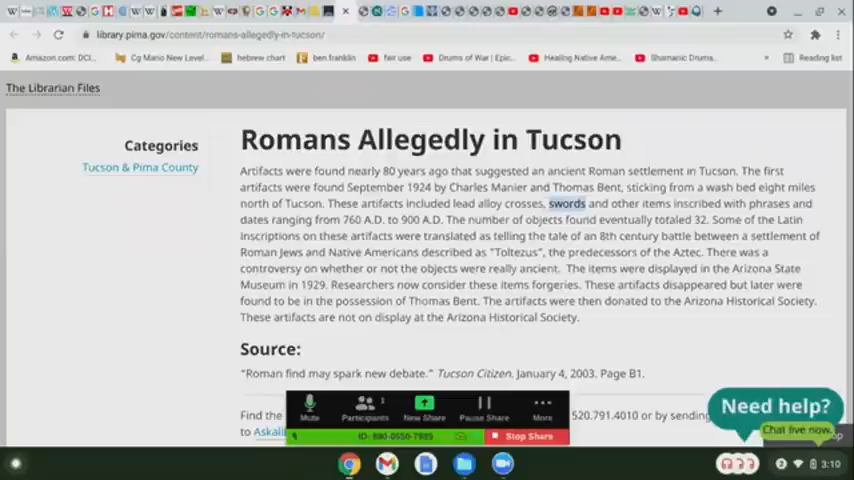 library.pima.gov/content/romans-allegedly-in-tucson/
Amazon.com: DCI...
Cg Mario New Level...
hebrew chart
ben.franklin
fair use
Drums of War | Epic...
Healing Native Ame...
Shamanic Drums...
Reading list
The Librarian Files
Categories
Tucson & Pima County
Romans Allegedly in Tucson
Artifacts were found nearly 80 years ago that suggested an ancient Roman settlement in Tucson. The first
artifacts were found September 1924 by Charles Manier and Thomas Bent, sticking from a wash bed eight miles
north of Tucson. These artifacts included lead alloy crosses, swords and other items inscribed with phrases and
dates ranging from 760 A.D. to 900 A.D. The number of objects found eventually totaled 32. Some of the Latin
inscriptions on these artifacts were translated as telling the tale of an 8th century battle between a settlement of
Roman Jews and Native Americans described as "Toltezus", the predecessors of the Aztec. There was a
controversy on whether or not the objects were really ancient. The items were displayed in the Arizona State
Museum in 1929. Researchers now consider these items forgeries. These artifacts disappeared but later were
found to be in the possession of Thomas Bent. The artifacts were then donated to the Arizona Historical Society.
These artifacts are not on display at the Arizona Historical Society.
Source:
"Roman find may spark new debate." Tucson Citizen. January 4, 2003. Page B1.
Find the
520.791.4010 or by sending
to Askali
Mute
Participants
1
New Share
Pause Share
More
ID: 880-0550-7985
Stop Share
Need help?
Chat live now.
3:10